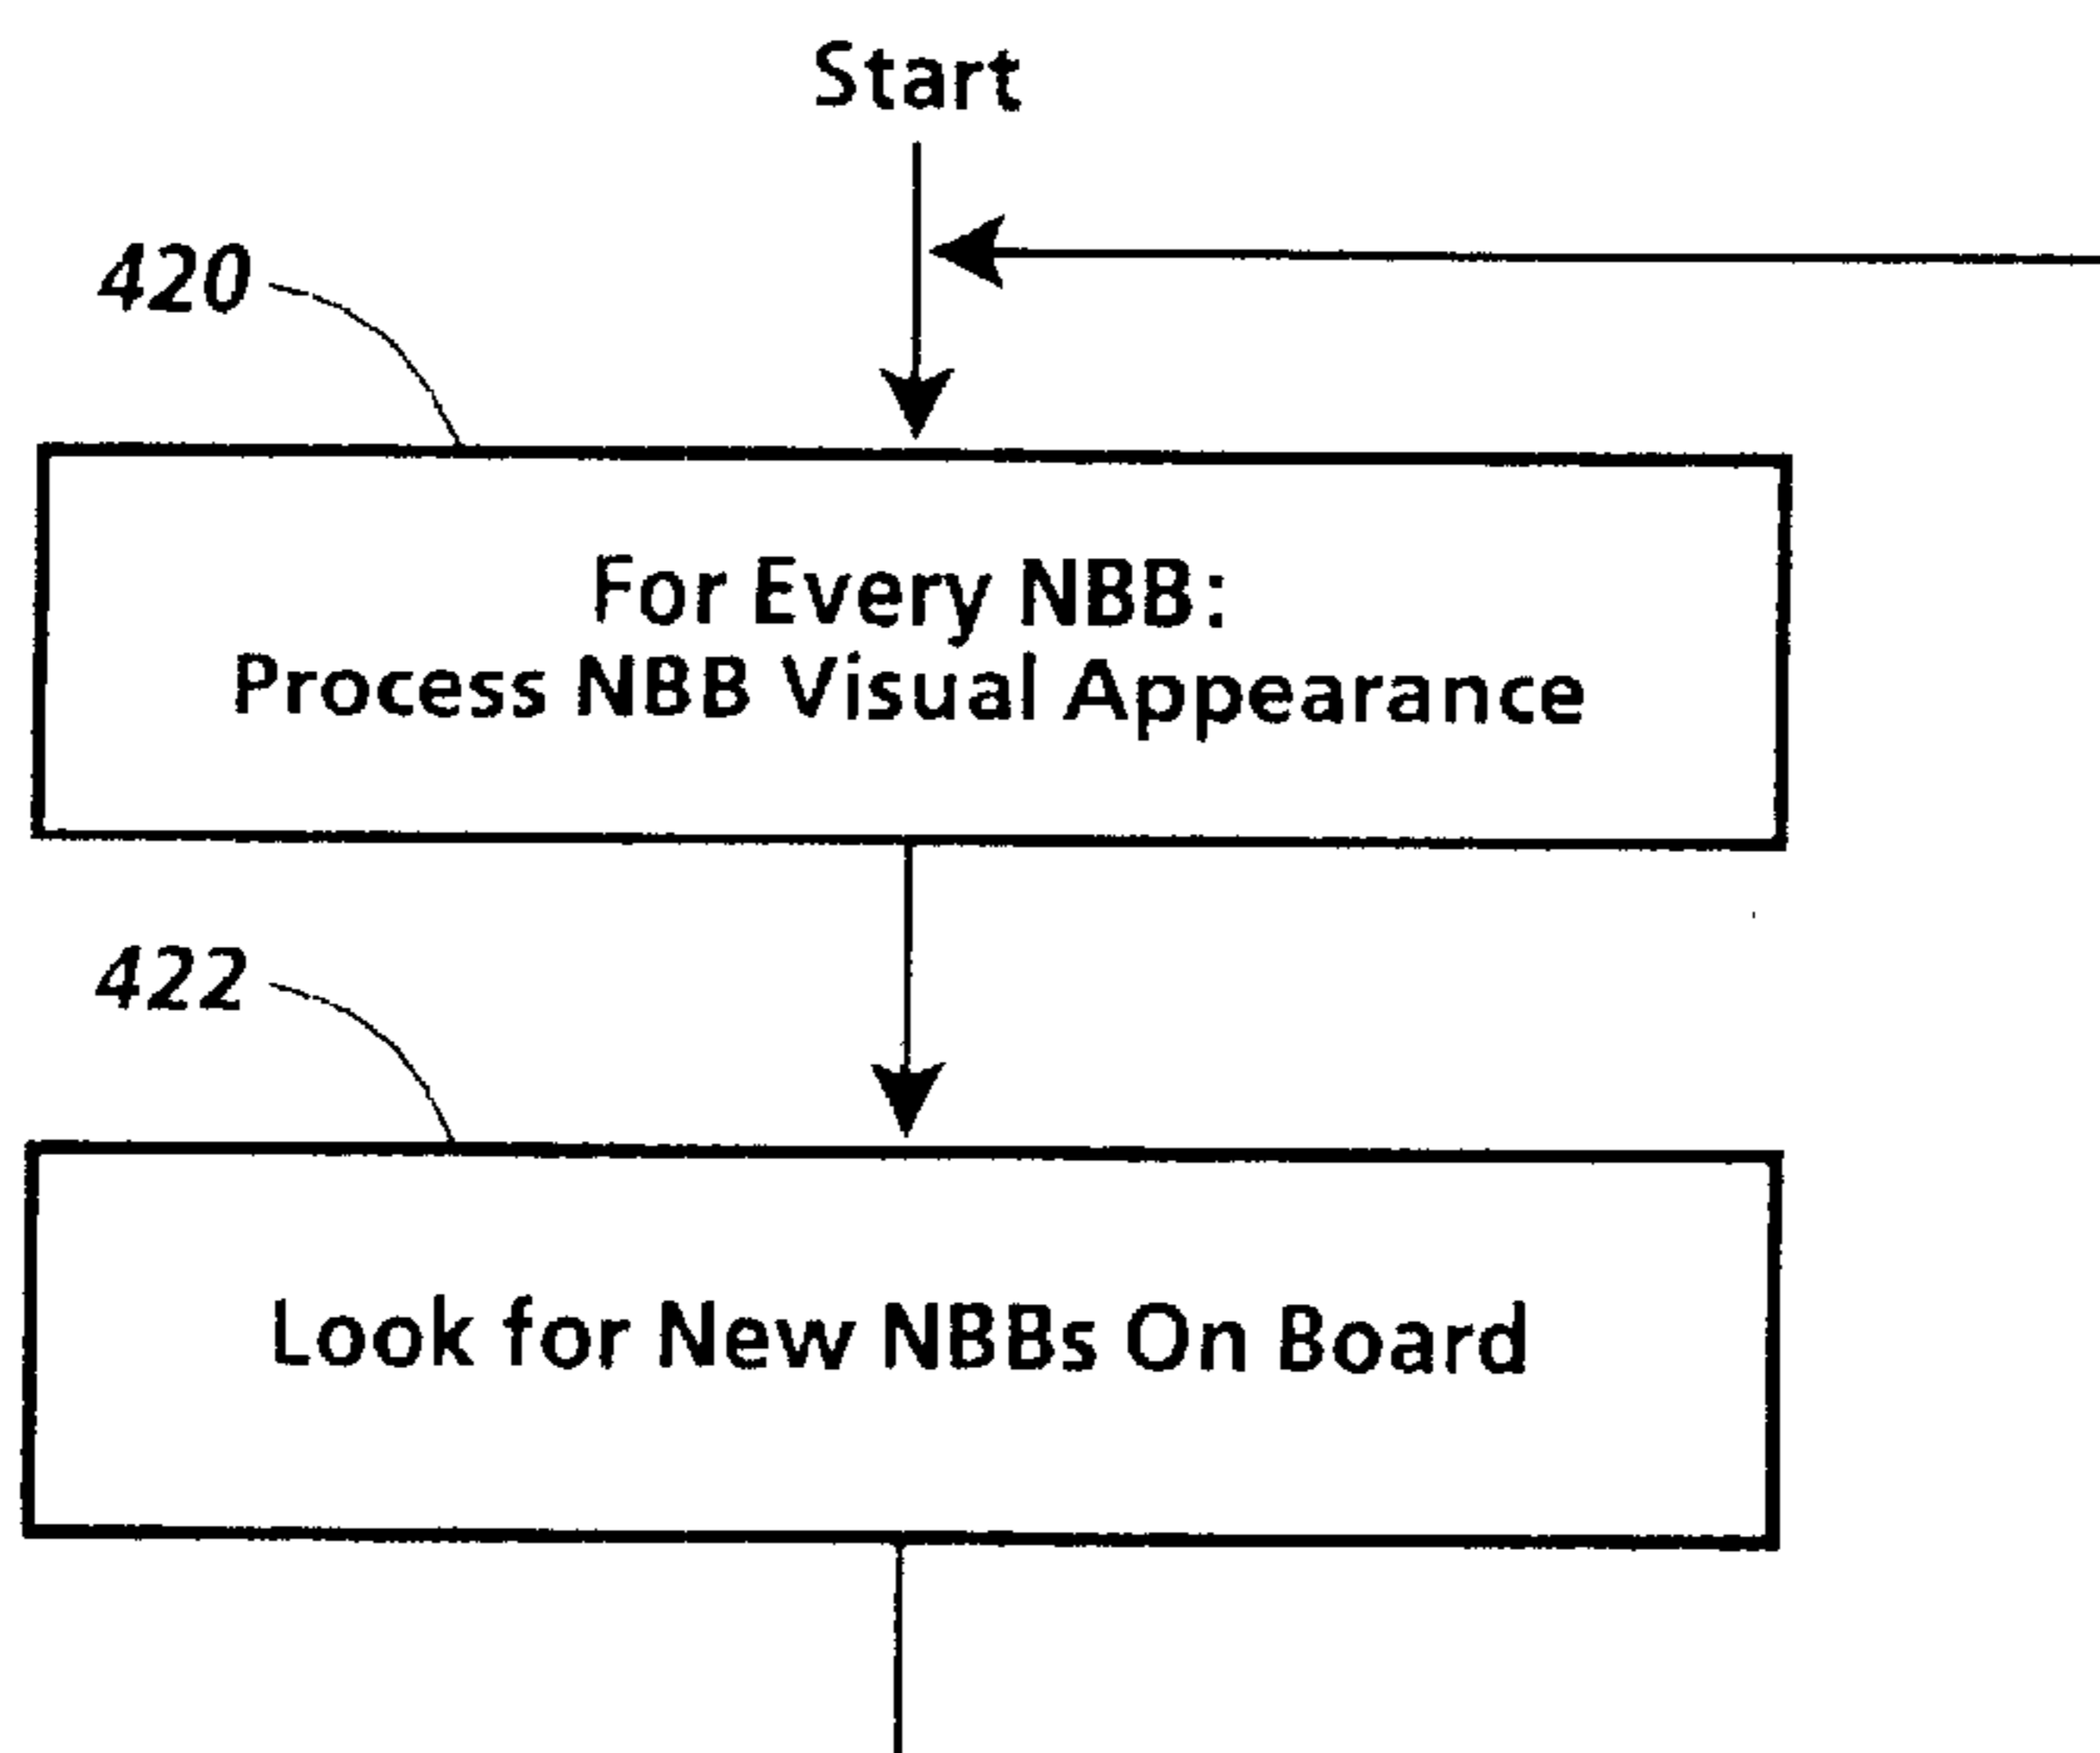 Start
420
For Every NBB:
Process NBB Visual Appearance
422
Look for New NBBs On Board